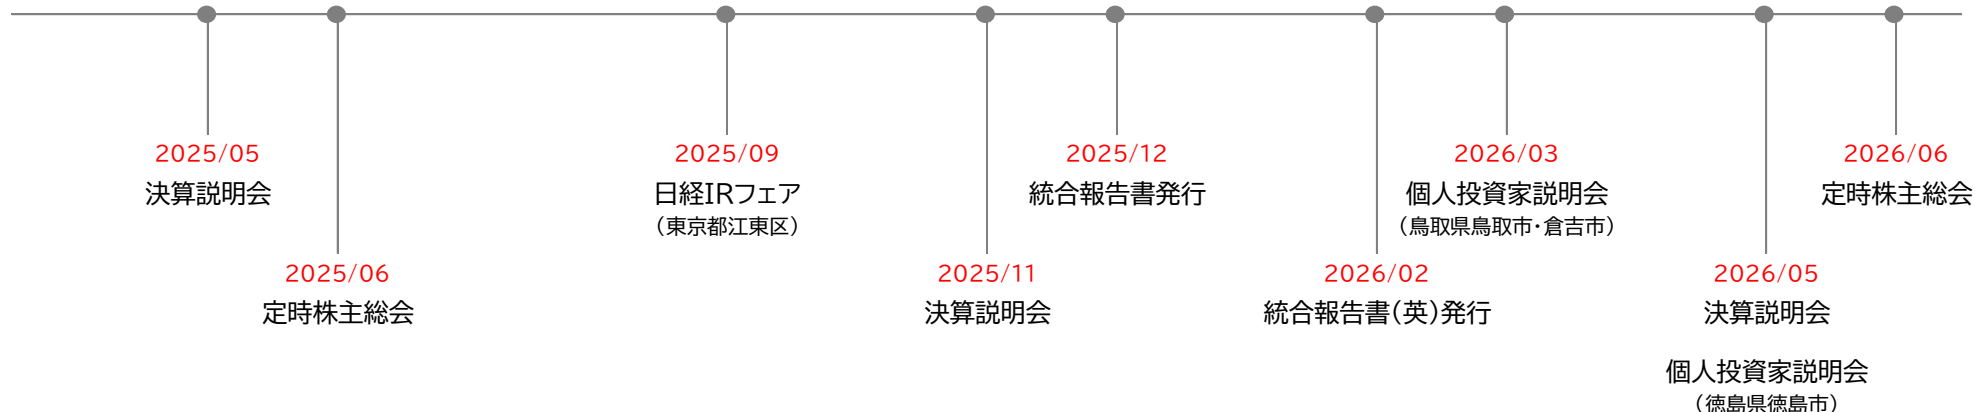 2025/05
決算説明会
2025/06
定時株主総会
2025/09
日経IRフェア
（東京都江東区）
2025/11
決算説明会
2025/12
統合報告書発行
2026/02
統合報告書（英）発行
2026/03
個人投資家説明会
（鳥取県鳥取市・倉吉市）
2026/05
決算説明会
個人投資家説明会
（徳島県徳島市）
2026/06
定時株主総会